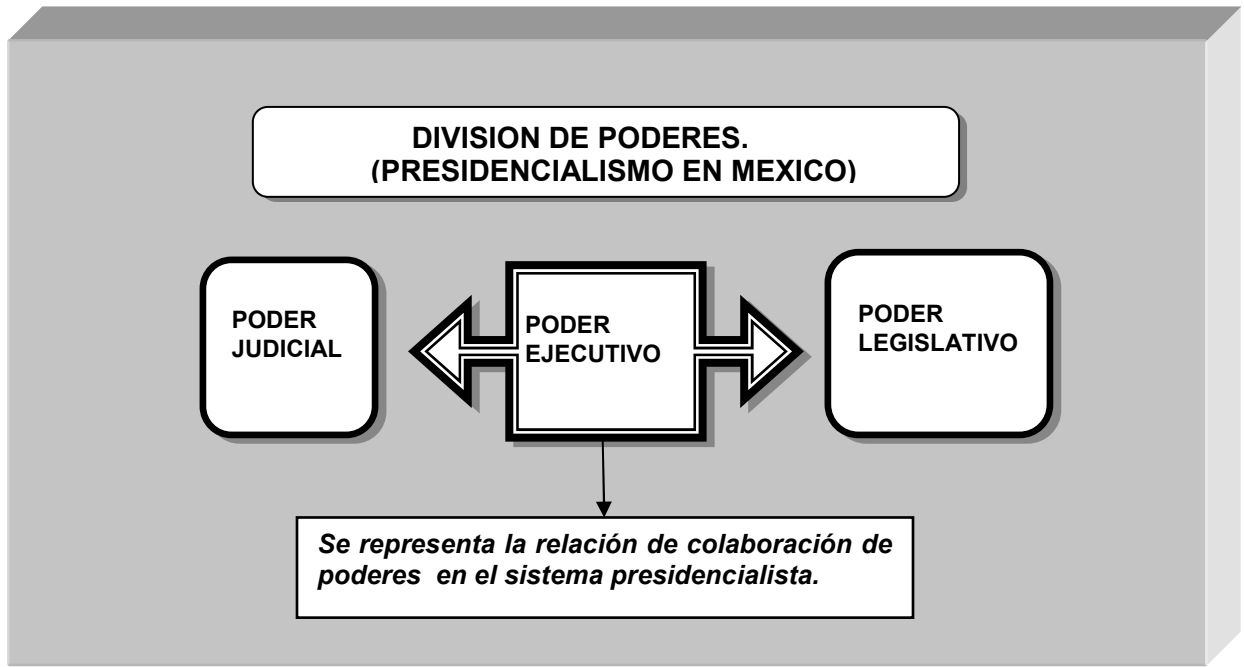 DIVISION DE PODERES.
(PRESIDENCIALISMO EN MEXICO)
PODER
JUDICIAL
PODER
EJECUTIVO
PODER
LEGISLATIVO
Se representa la relación de colaboración de
poderes en el sistema presidencialista.